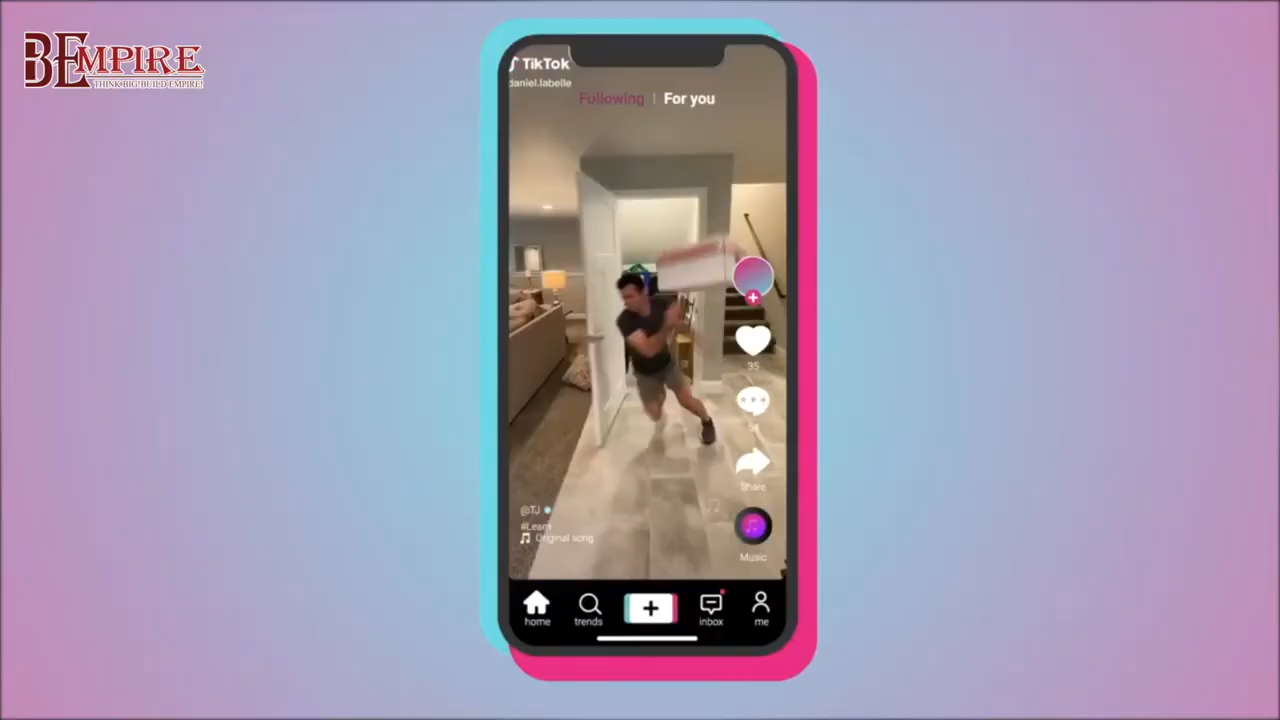 BEMPIRE
THINK BIG! BUILD EMPIRE!
TikTok
daniel.labelle
Following | For you
35
Share
@TJ
#Learn
Original song
Music
home
trends
inbox
me